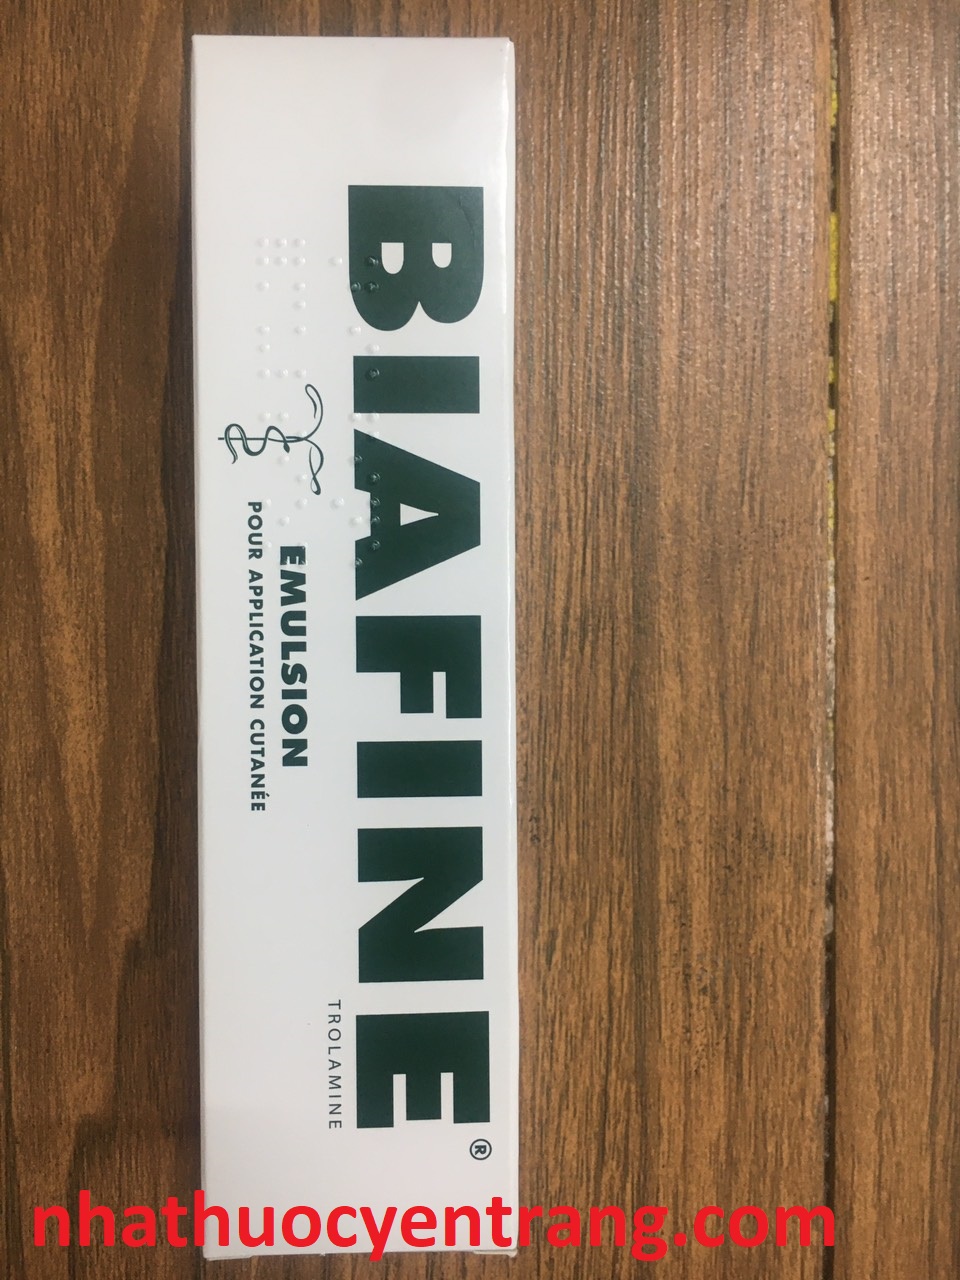 BIAFINE®
TROLAMINE
EMULSION
POUR APPLICATION CUTANÉE
nhathuocyentrang.com